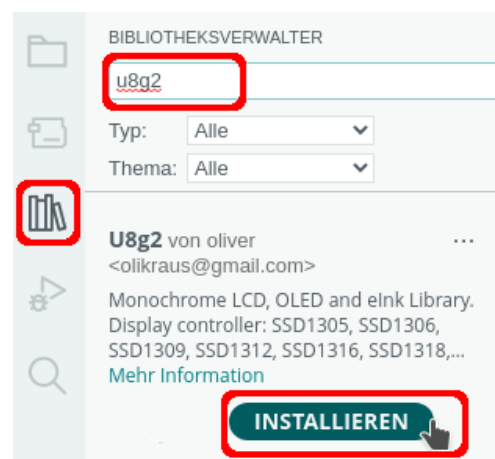 BIBLIOTHEKSVERWALTER
u8g2
Typ: Alle
Thema: Alle
U8g2 von oliver ...
<olikraus@gmail.com>
Monochrome LCD, OLED and eInk Library.
Display controller: SSD1305, SSD1306,
SSD1309, SSD1312, SSD1316, SSD1318,...
Mehr Information
INSTALLIEREN